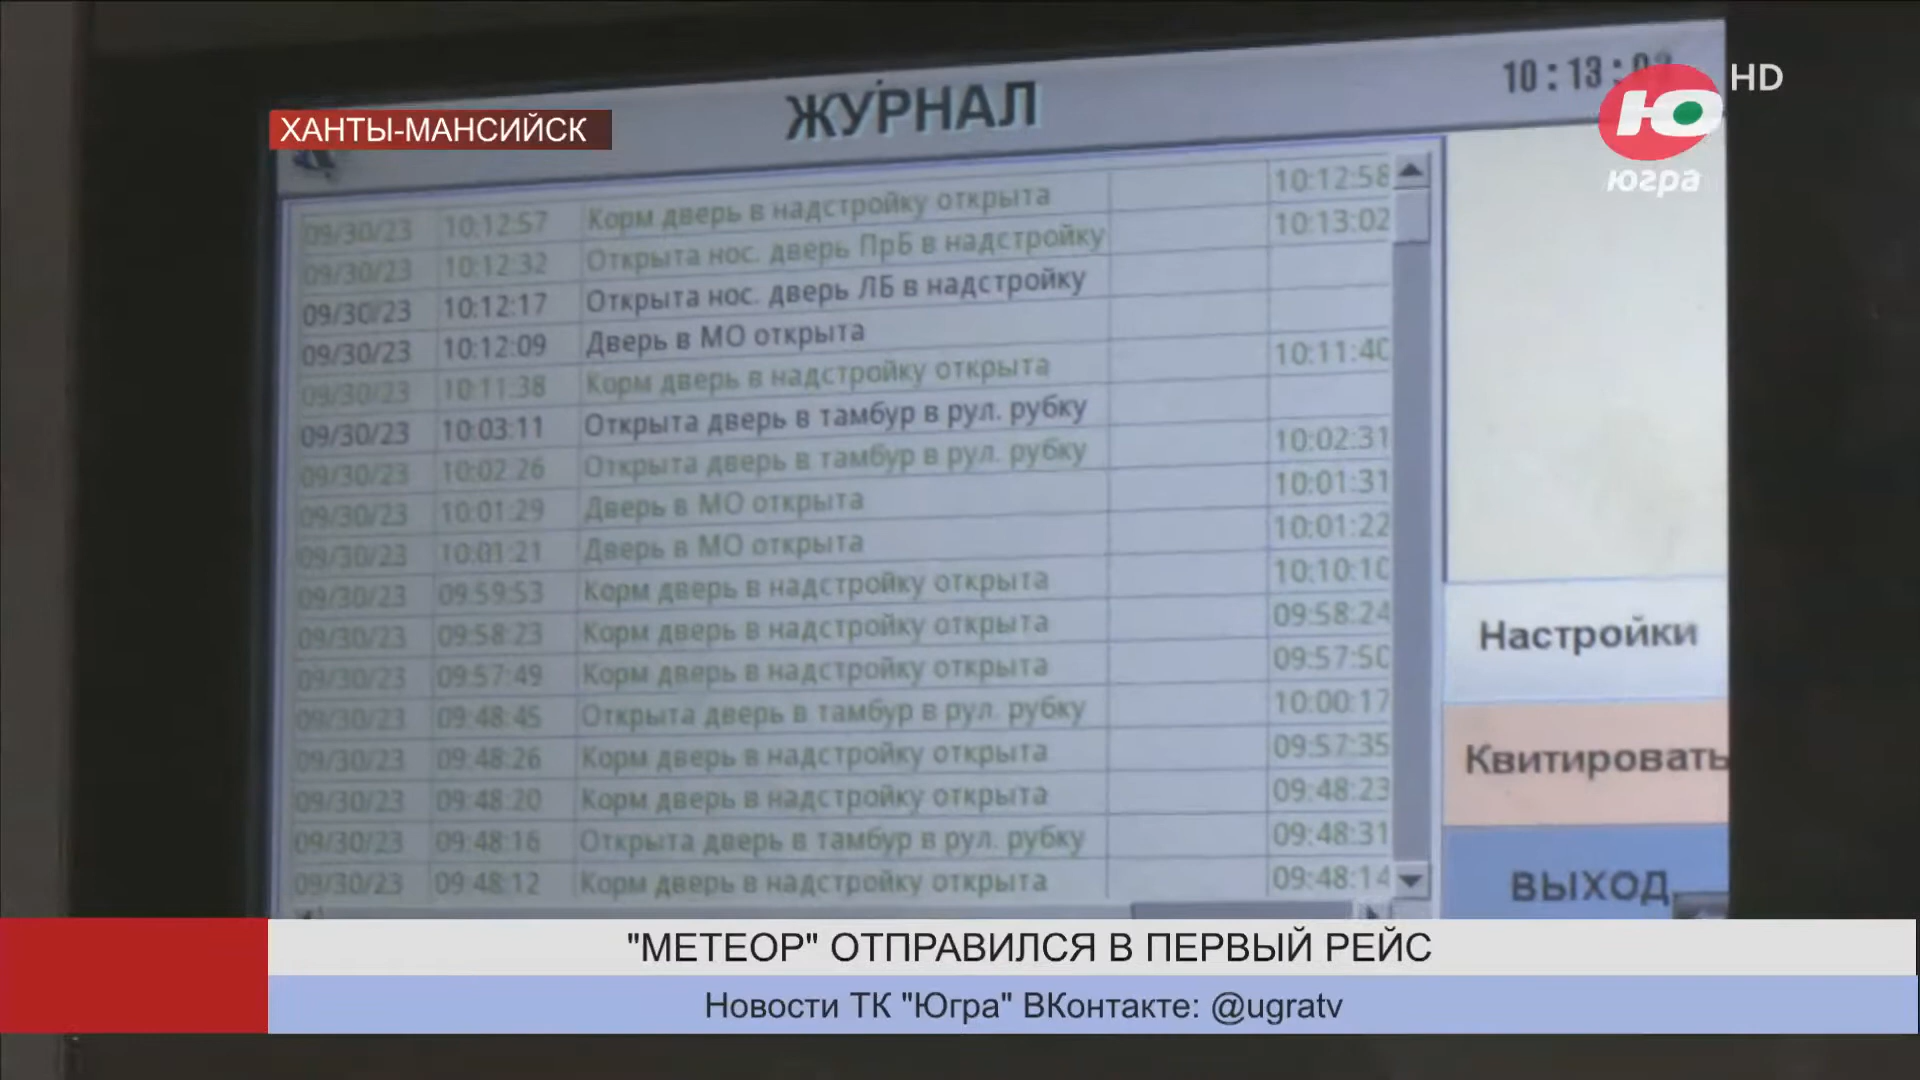 ЖУРНАЛ
10:13:02
HD
Ю
югра
ХАНТЫ-МАНСИЙСК
09/30/23 10:12:57 Корм дверь в надстройку открыта 10:12:58
09/30/23 10:12:32 Открыта нос. дверь ПрБ в надстройку 10:13:02
09/30/23 10:12:17 Открыта нос. дверь ЛБ в надстройку
09/30/23 10:12:09 Дверь в МО открыта
09/30/23 10:11:38 Корм дверь в надстройку открыта 10:11:40
09/30/23 10:03:11 Открыта дверь в тамбур в рул. рубку
09/30/23 10:02:26 Открыта дверь в тамбур в рул. рубку 10:02:31
09/30/23 10:01:29 Дверь в МО открыта 10:01:31
09/30/23 10:01:21 Дверь в МО открыта 10:01:22
09/30/23 09:59:53 Корм дверь в надстройку открыта 10:10:10
09/30/23 09:58:23 Корм дверь в надстройку открыта 09:58:24
09/30/23 09:57:49 Корм дверь в надстройку открыта 09:57:50
09/30/23 09:48:45 Открыта дверь в тамбур в рул. рубку 10:00:17
09/30/23 09:48:26 Корм дверь в надстройку открыта 09:57:35
09/30/23 09:48:20 Корм дверь в надстройку открыта 09:48:23
09/30/23 09:48:16 Открыта дверь в тамбур в рул. рубку 09:48:31
09/30/23 09:48:12 Корм дверь в надстройку открыта 09:48:14
Настройки
Квитировать
ВЫХОД
"МЕТЕОР" ОТПРАВИЛСЯ В ПЕРВЫЙ РЕЙС
Новости ТК "Югра" ВКонтакте: @ugratv